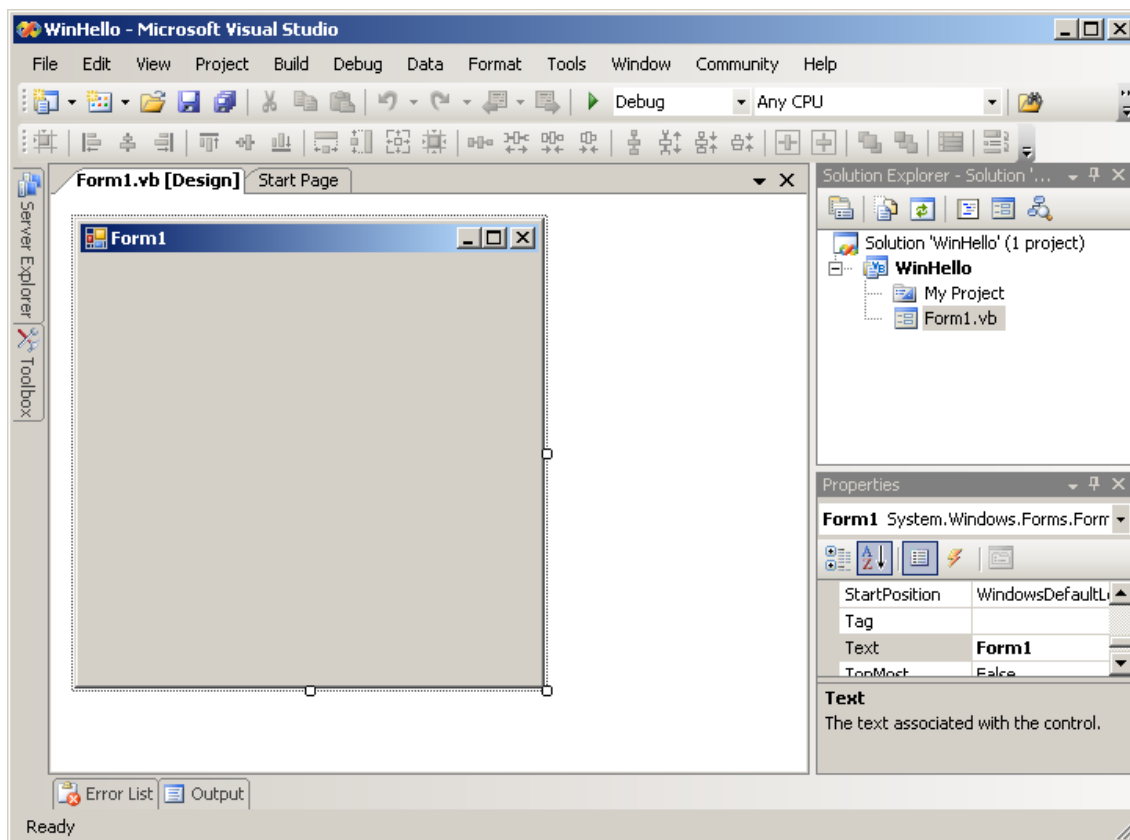 WinHello - Microsoft Visual Studio
File Edit View Project Build Debug Data Format Tools Window Community Help
Debug Any CPU
Server Explorer
Toolbox
Form1.vb [Design] Start Page
Form1
Solution Explorer - Solution '...
Solution 'WinHello' (1 project)
WinHello
My Project
Form1.vb
Properties
Form1 System.Windows.Forms.Form
StartPosition WindowsDefaultL
Tag
Text Form1
TopMost False
Text
The text associated with the control.
Error List Output
Ready